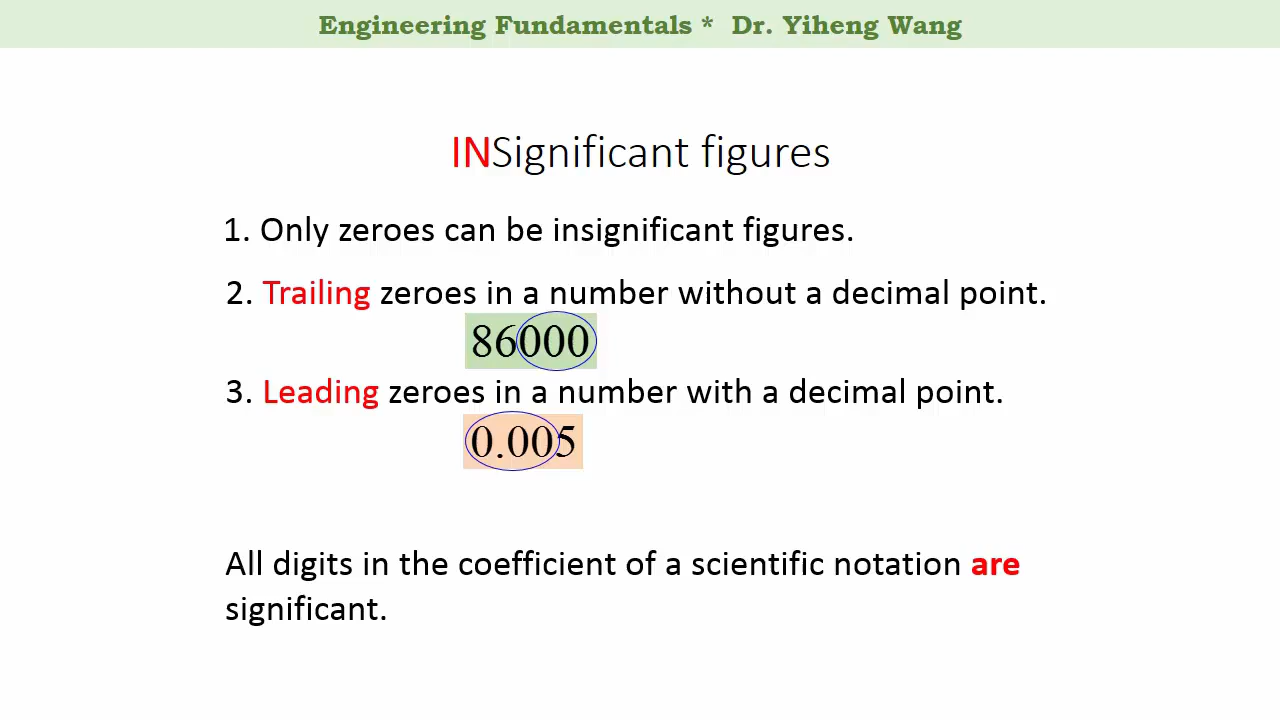 Engineering Fundamentals * Dr. Yiheng Wang
INSignificant figures
1. Only zeroes can be insignificant figures.
2. Trailing zeroes in a number without a decimal point.
86000
3. Leading zeroes in a number with a decimal point.
0.005
All digits in the coefficient of a scientific notation are
significant.